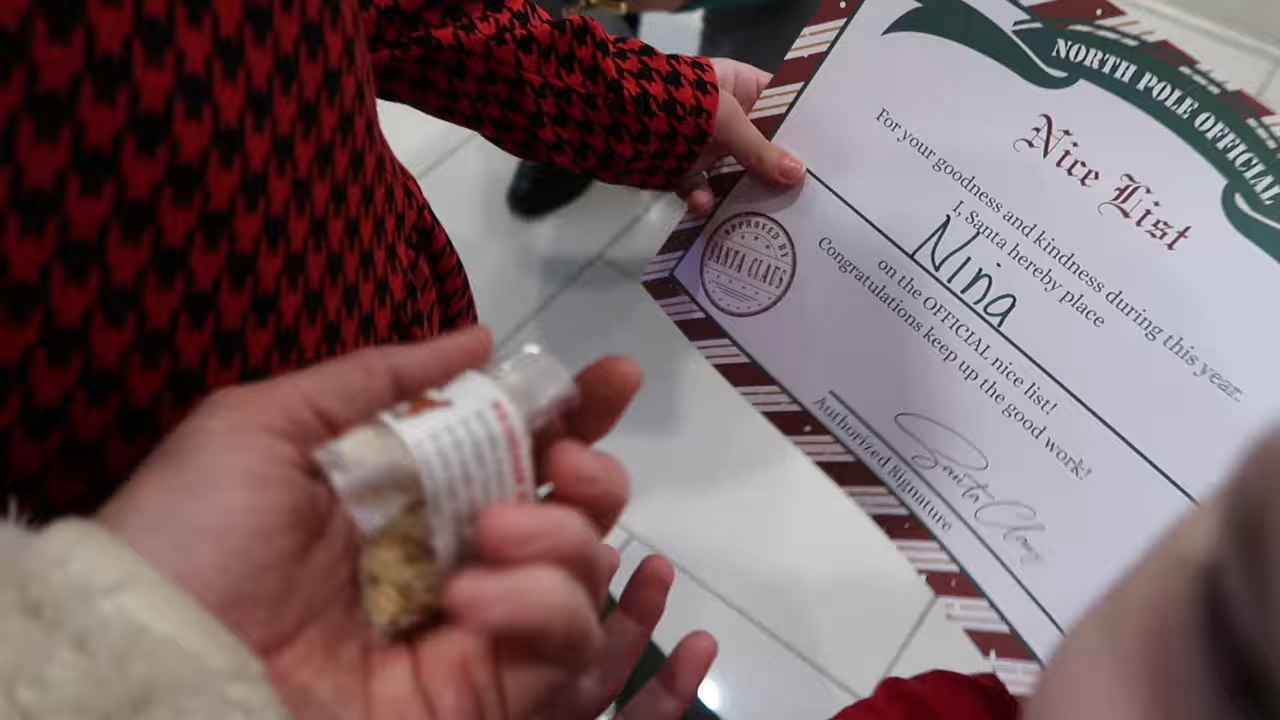 NORTH POLE OFFICIAL
Nice List
For your goodness and kindness during this year.
I, Santa hereby place
Nina
on the OFFICIAL nice list!
Congratulations keep up the good work!
APPROVED BY
SANTA CLAUS
Santa Claus
Authorized Signature